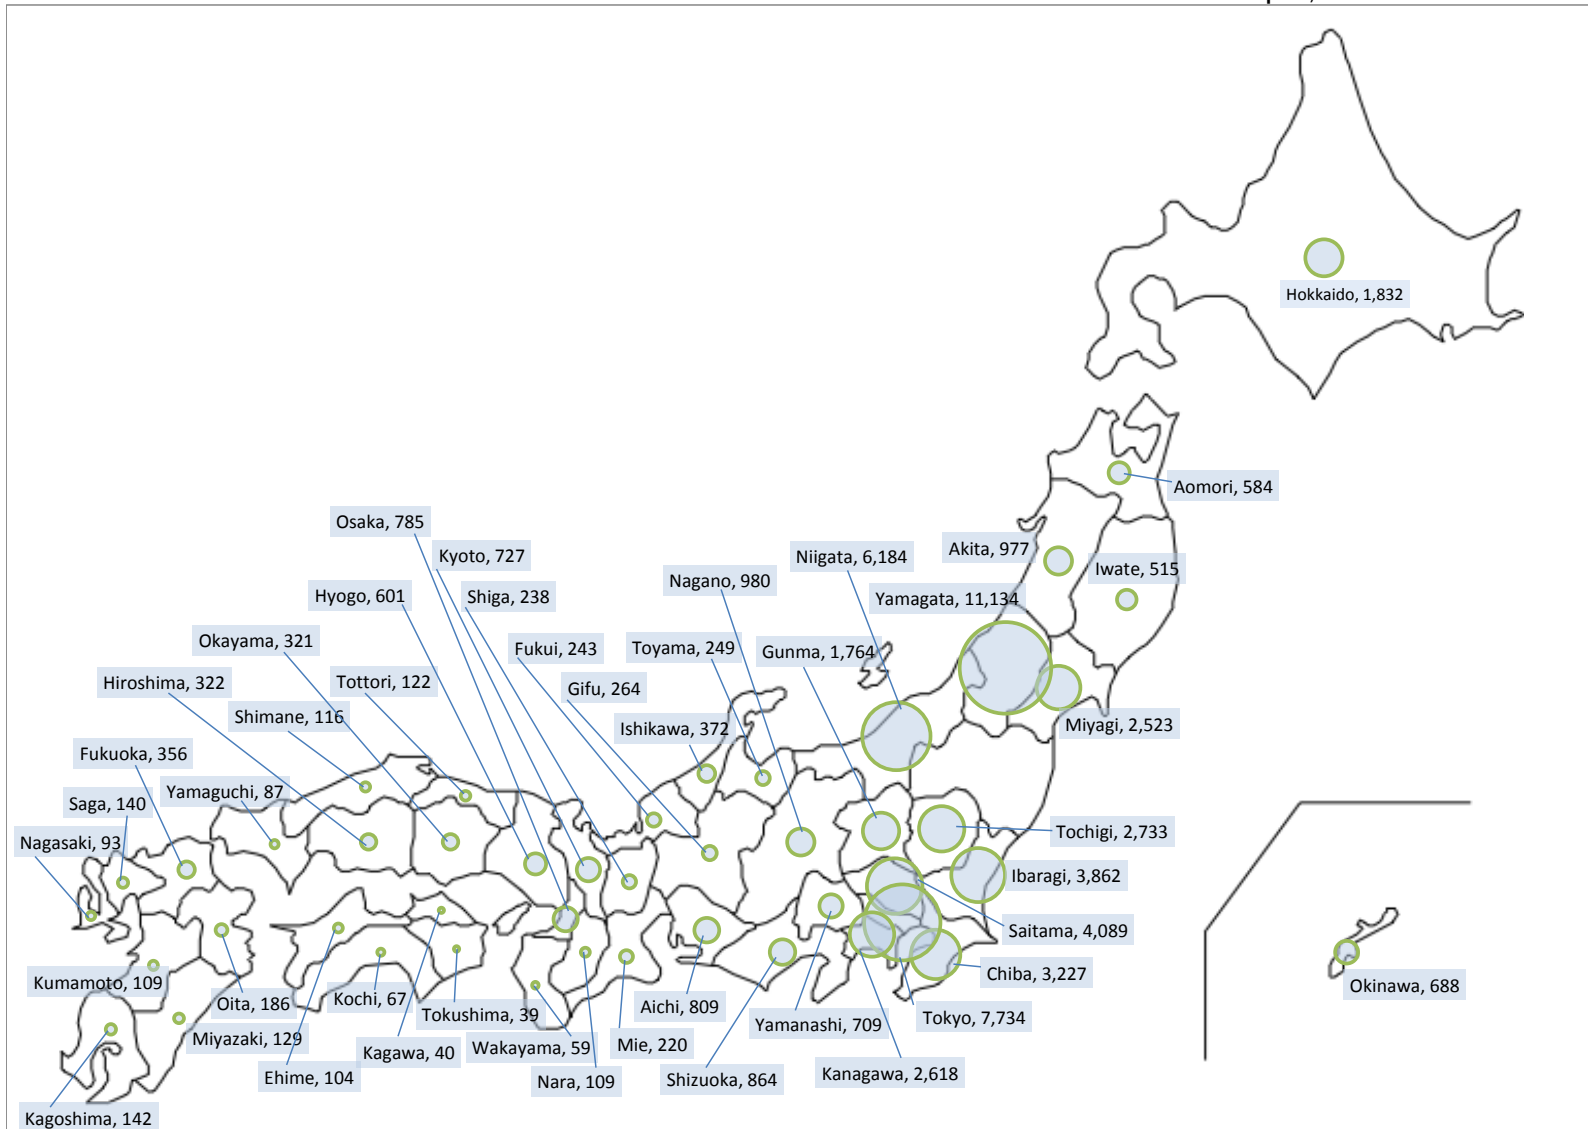 Hokkaido, 1,832
Aomori, 584
Osaka, 785
Kyoto, 727
Niigata, 6,184
Akita, 977
Iwate, 515
Nagano, 980
Hyogo, 601
Shiga, 238
Yamagata, 11,134
Okayama, 321
Fukui, 243
Toyama, 249
Gunma, 1,764
Hiroshima, 322
Tottori, 122
Gifu, 264
Shimane, 116
Ishikawa, 372
Miyagi, 2,523
Fukuoka, 356
Yamaguchi, 87
Saga, 140
Nagasaki, 93
Tochigi, 2,733
Ibaragi, 3,862
Saitama, 4,089
Chiba, 3,227
Kumamoto, 109
Oita, 186
Kochi, 67
Tokushima, 39
Aichi, 809
Yamanashi, 709
Tokyo, 7,734
Okinawa, 688
Miyazaki, 129
Kagawa, 40
Wakayama, 59
Mie, 220
Ehime, 104
Nara, 109
Shizuoka, 864
Kanagawa, 2,618
Kagoshima, 142